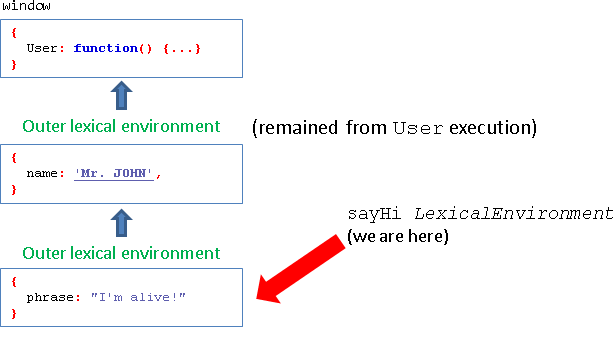 window
{
User: function() {...}
}
Outer lexical environment
(remained from User execution)
{
name: 'Mr. JOHN',
}
sayHi LexicalEnvironment
(we are here)
Outer lexical environment
{
phrase: "I'm alive!"
}